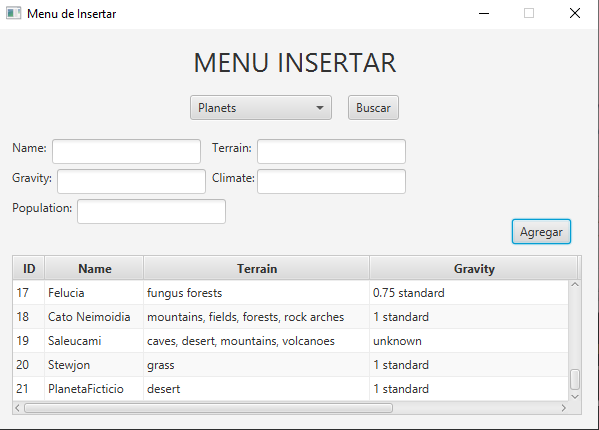 Menu de Insertar
MENU INSERTAR
Planets Buscar
Name: Terrain:
Gravity: Climate:
Population:
Agregar
ID Name Terrain Gravity
17 Felucia fungus forests 0.75 standard
18 Cato Neimoidia mountains, fields, forests, rock arches 1 standard
19 Saleucami caves, desert, mountains, volcanoes unknown
20 Stewjon grass 1 standard
21 PlanetaFicticio desert 1 standard